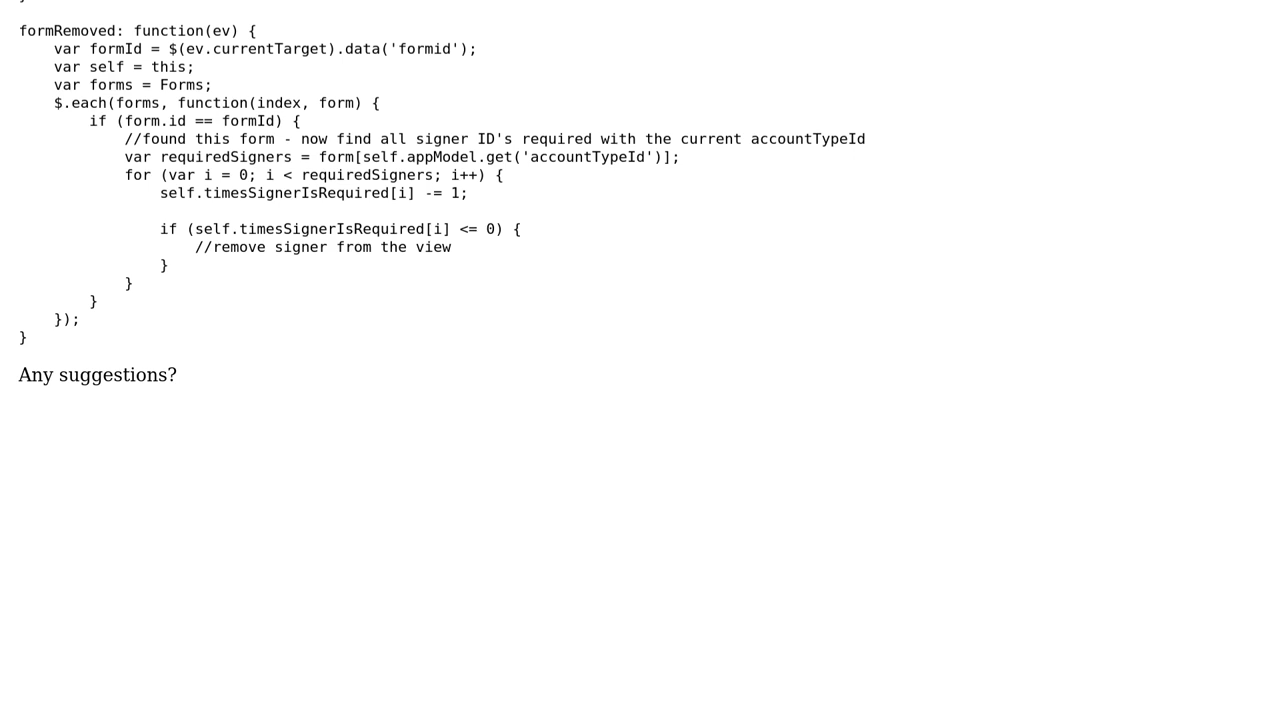 formRemoved: function(ev) {
    var formId = $(ev.currentTarget).data('formid');
    var self = this;
    var forms = Forms;
    $.each(forms, function(index, form) {
        if (form.id == formId) {
            //found this form - now find all signer ID's required with the current accountTypeId
            var requiredSigners = form[self.appModel.get('accountTypeId')];
            for (var i = 0; i < requiredSigners; i++) {
                self.timesSignerIsRequired[i] -= 1;

                if (self.timesSignerIsRequired[i] <= 0) {
                    //remove signer from the view
                }
            }
        }
    });
}
Any suggestions?